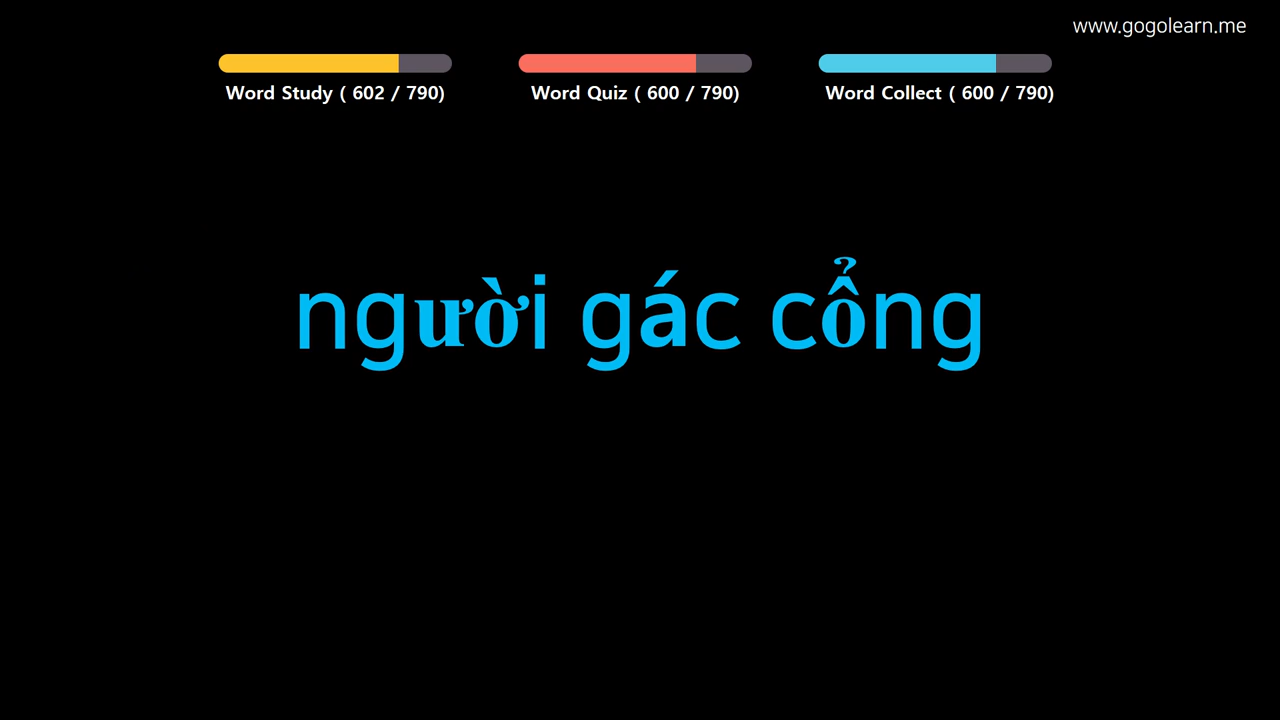 www.gogolearn.me
Word Study ( 602 / 790)
Word Quiz ( 600 / 790)
Word Collect ( 600 / 790)
người gác cổng